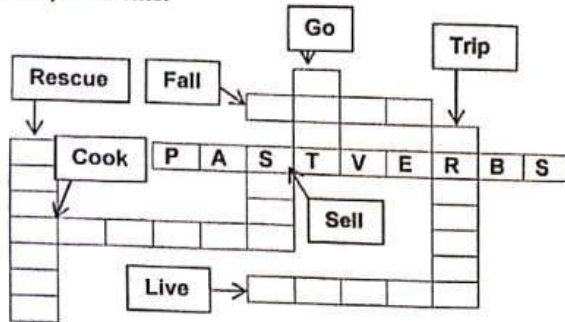 Go
Trip
Rescue
Fall
Cook
P A S T V E R B S
Sell
Live